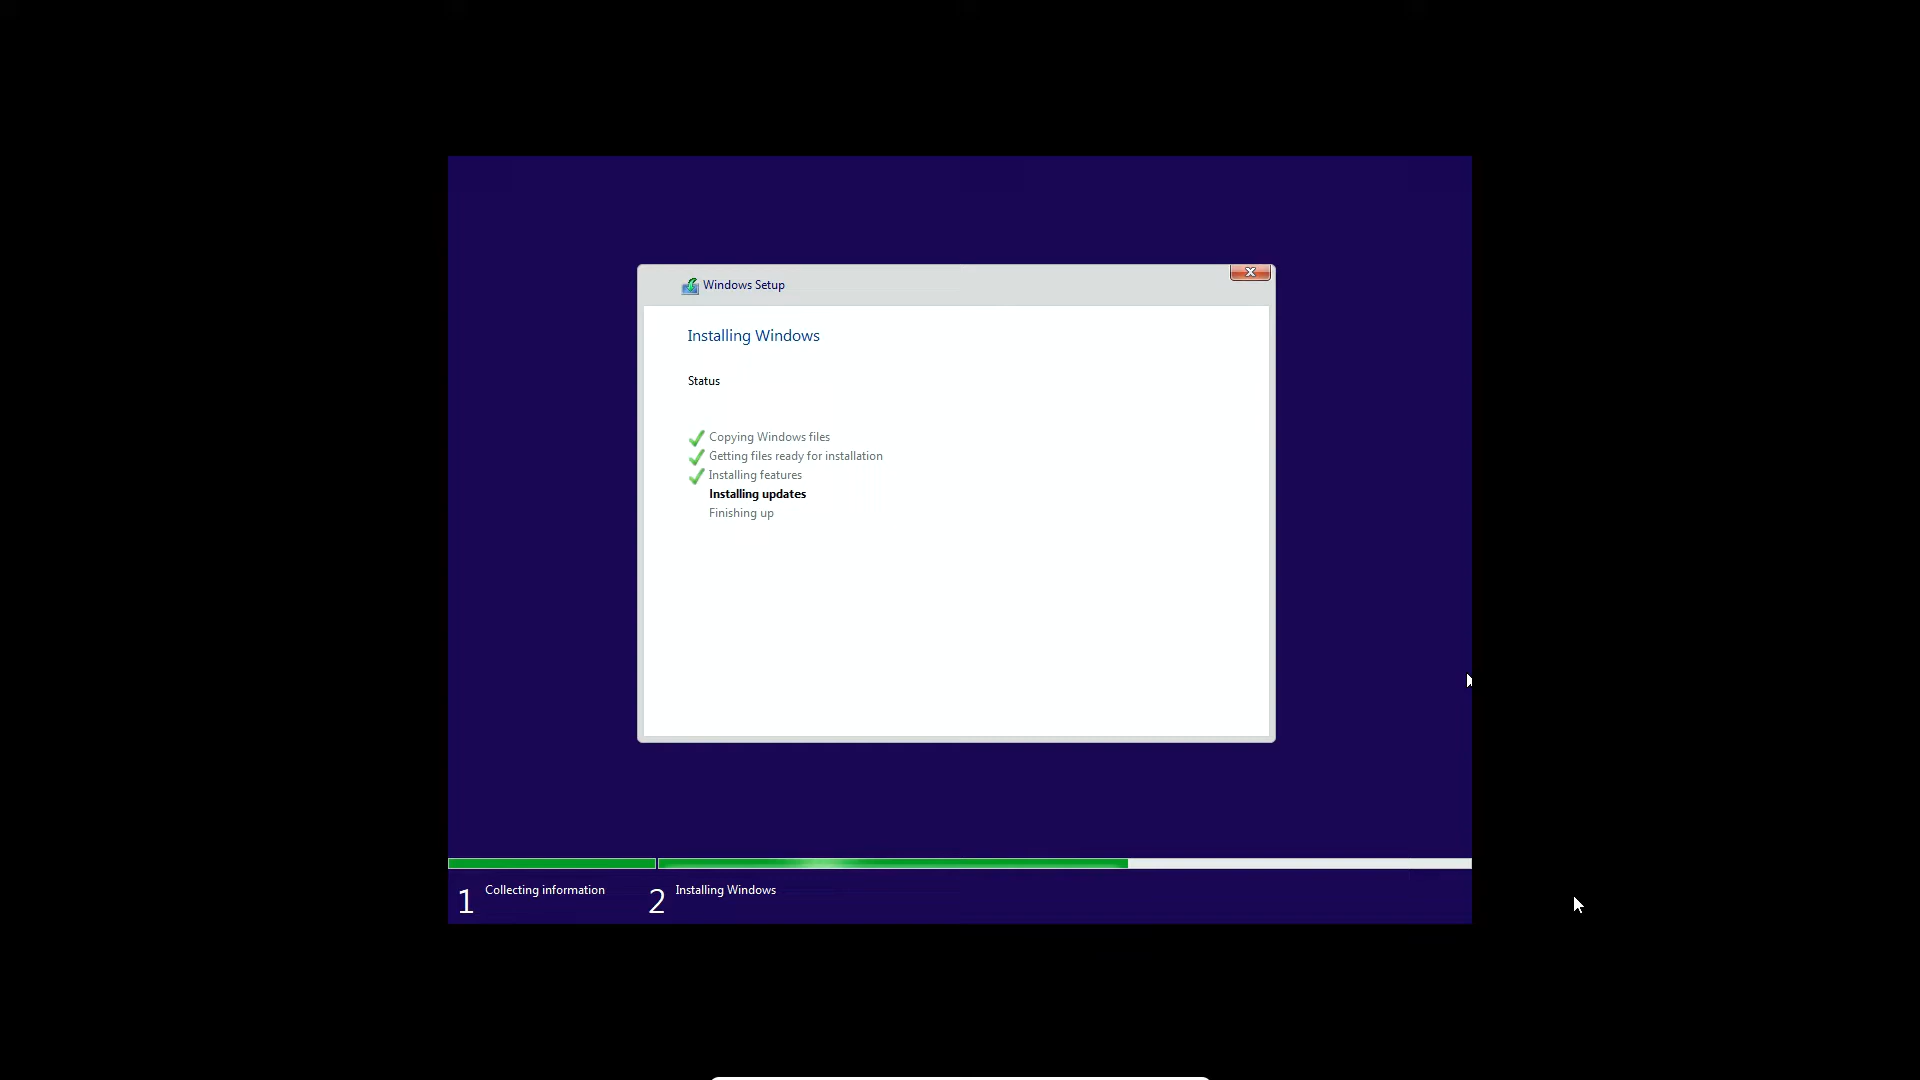 Windows Setup
Installing Windows
Status
Copying Windows files
Getting files ready for installation
Installing features
Installing updates
Finishing up
1 Collecting information
2 Installing Windows